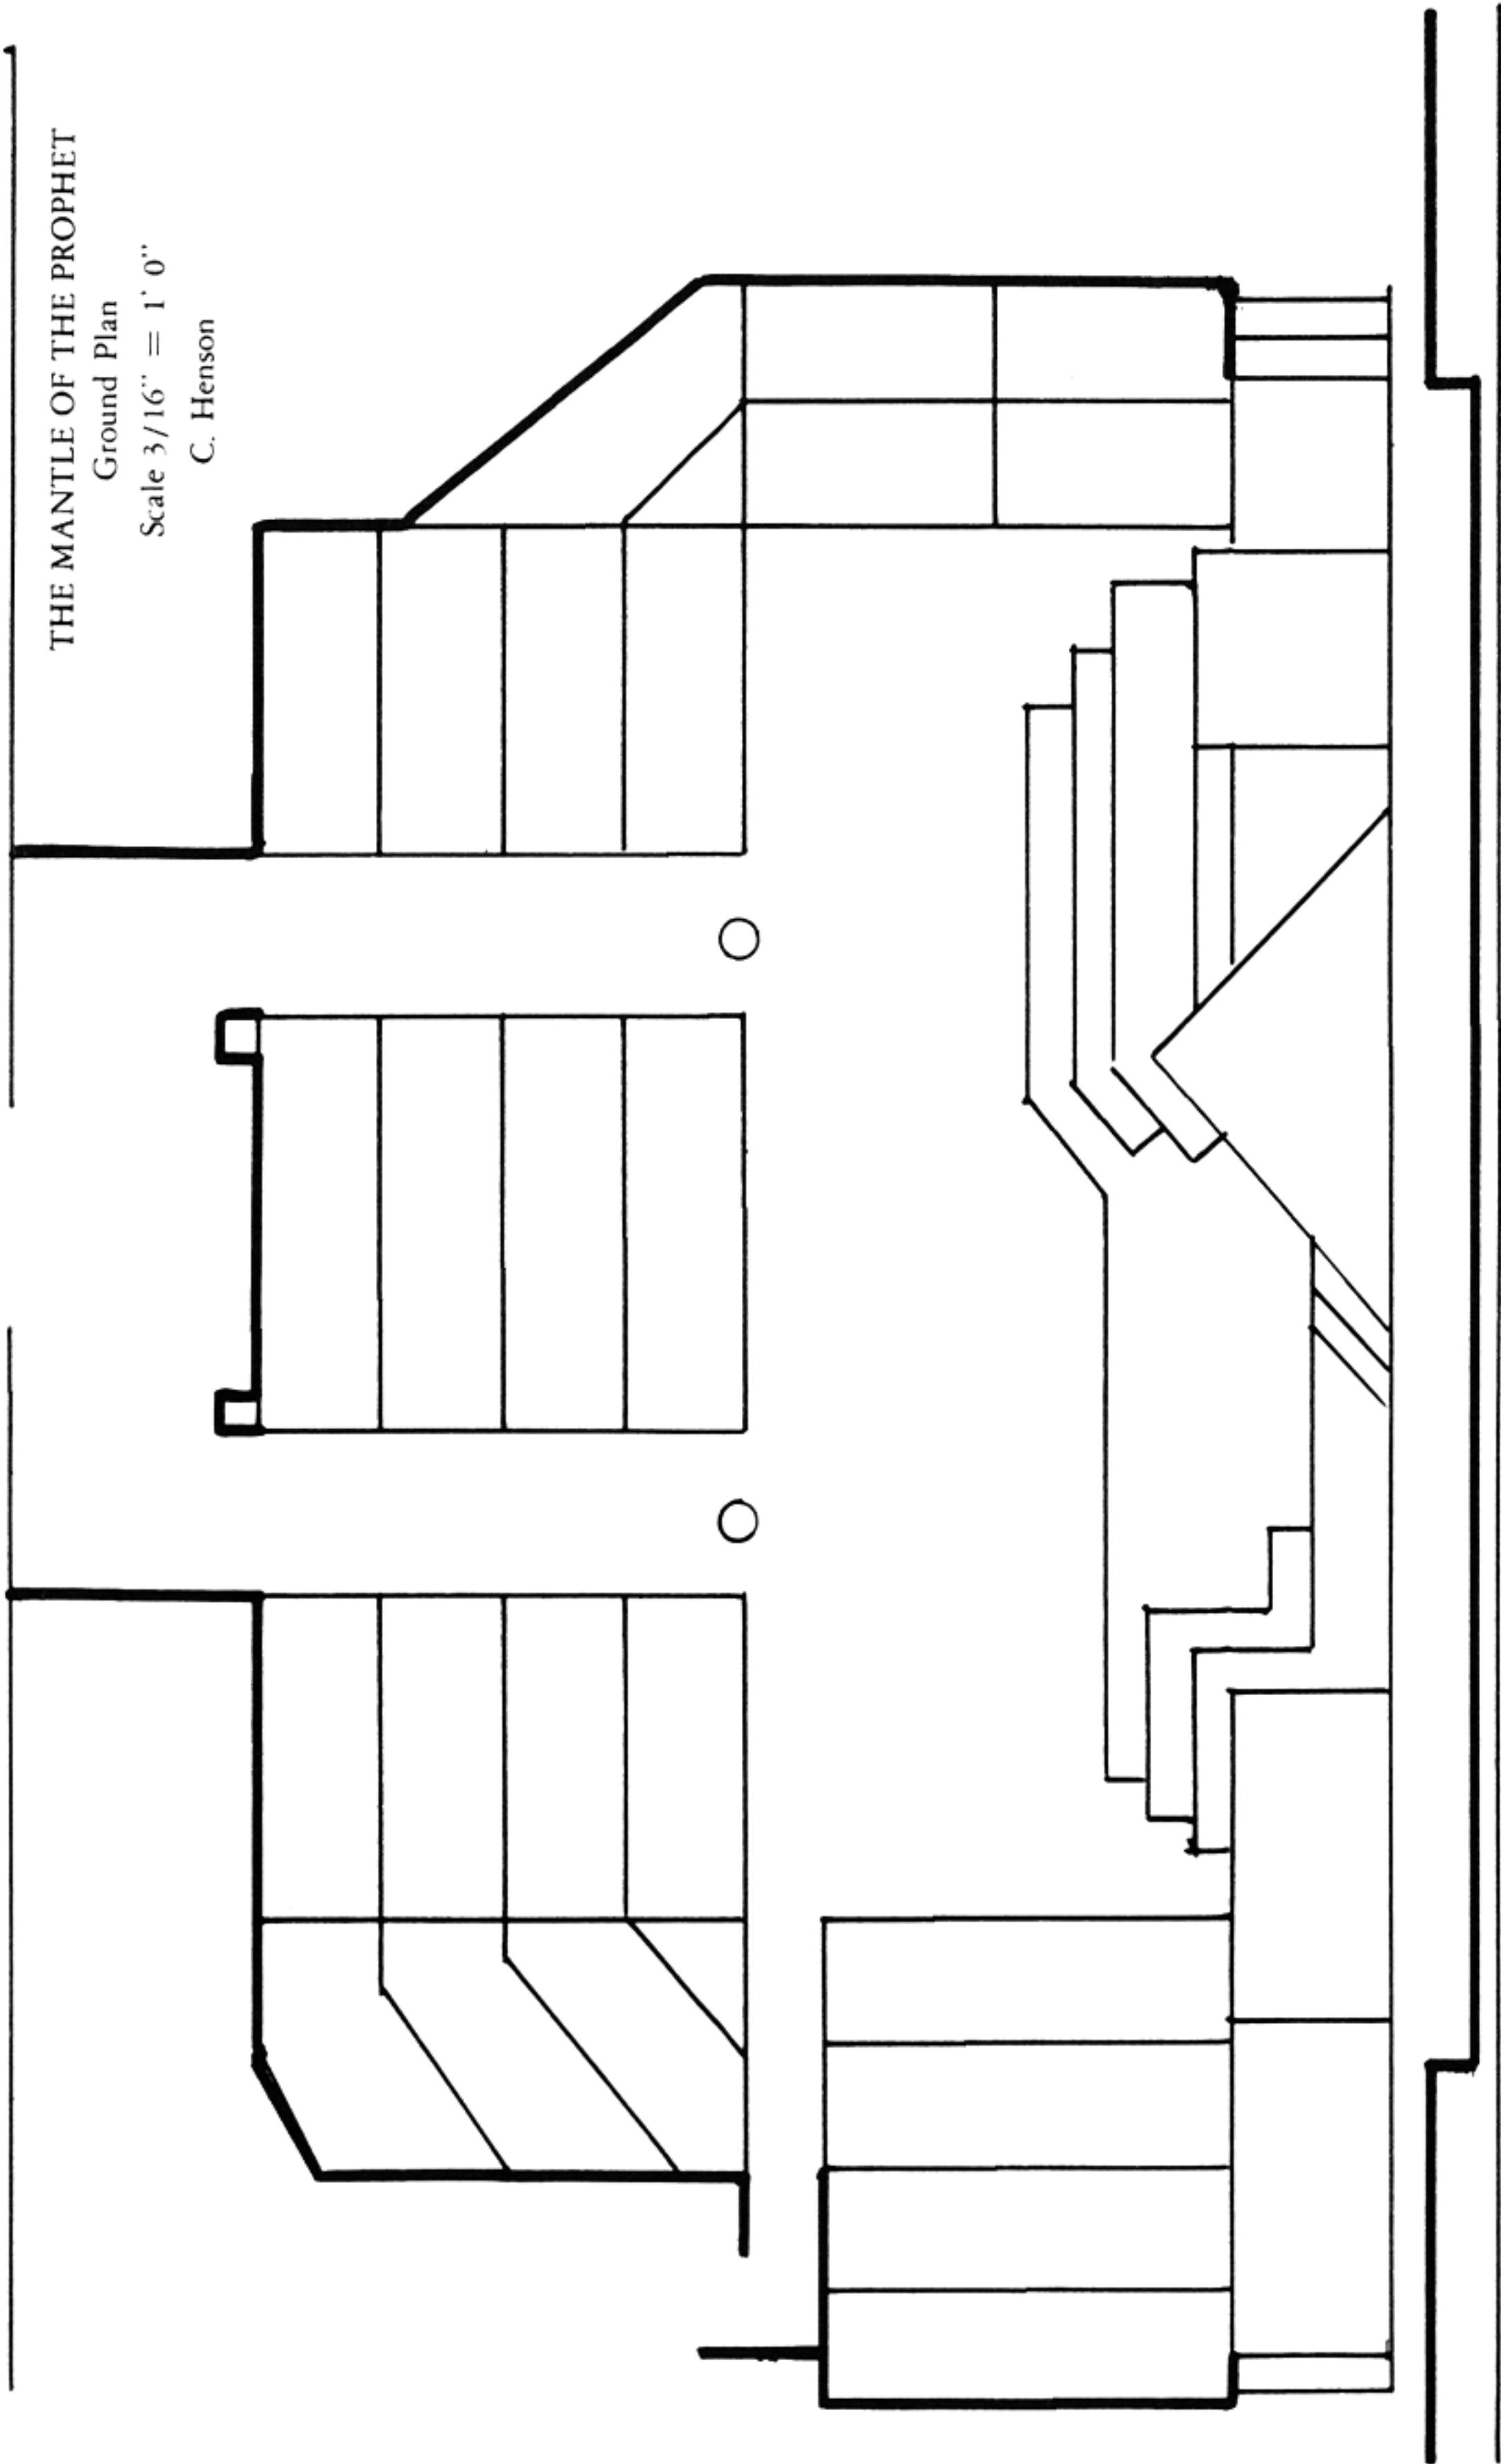 THE MANTLE OF THE PROPHET
Ground Plan
Scale 3/16" = 1' 0"
C. Henson